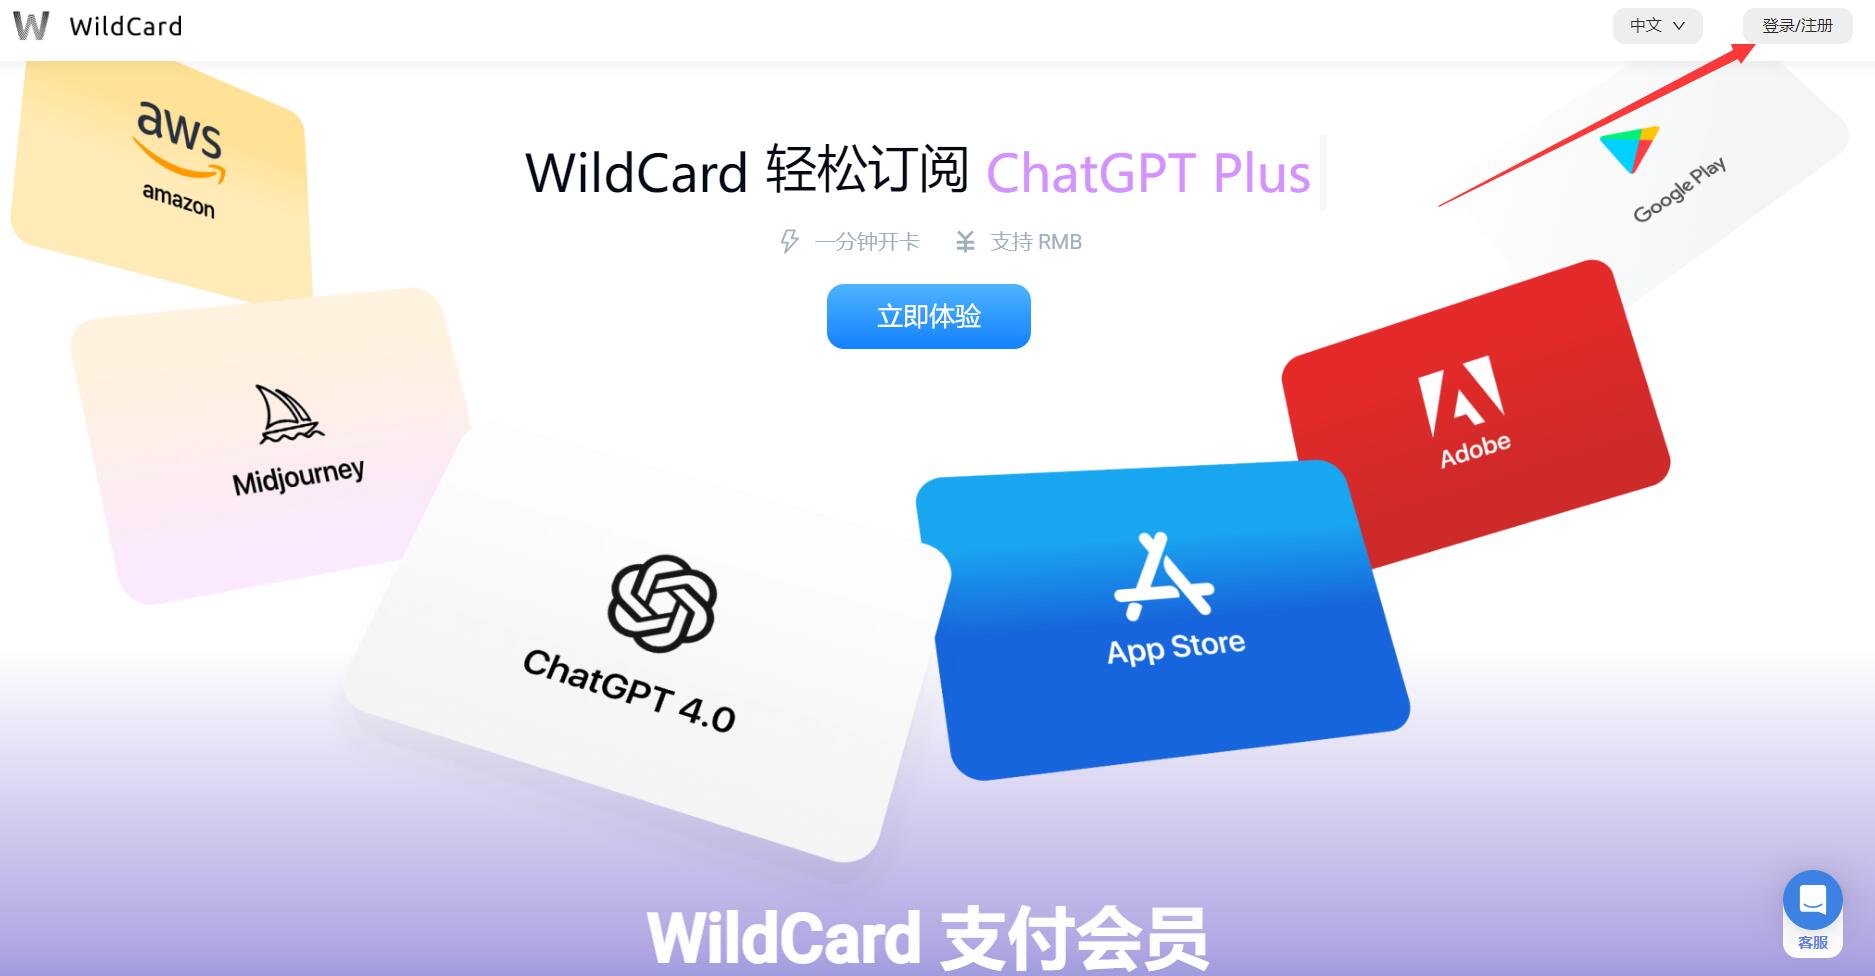 WildCard
中文
登录/注册
aws
amazon
WildCard 轻松订阅 ChatGPT Plus
Google Play
一分钟开卡
支持 RMB
立即体验
Midjourney
Adobe
ChatGPT 4.0
App Store
WildCard 支付会员
客服